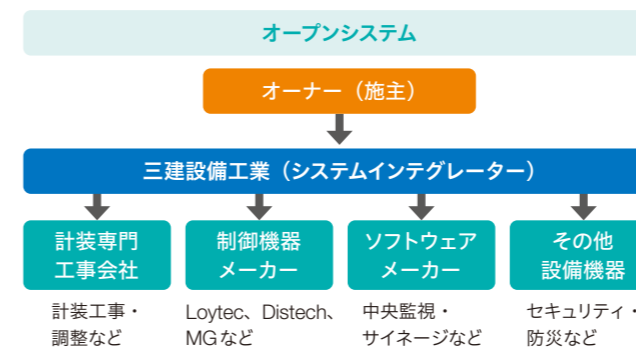 オープンシステム
オーナー（施主）
三建設備工業（システムインテグレーター）
計装専門
工事会社
制御機器
メーカー
ソフトウェア
メーカー
その他
設備機器
計装工事・
調整など
Loytec、Distech、
MGなど
中央監視・
サイネージなど
セキュリティ・
防災など